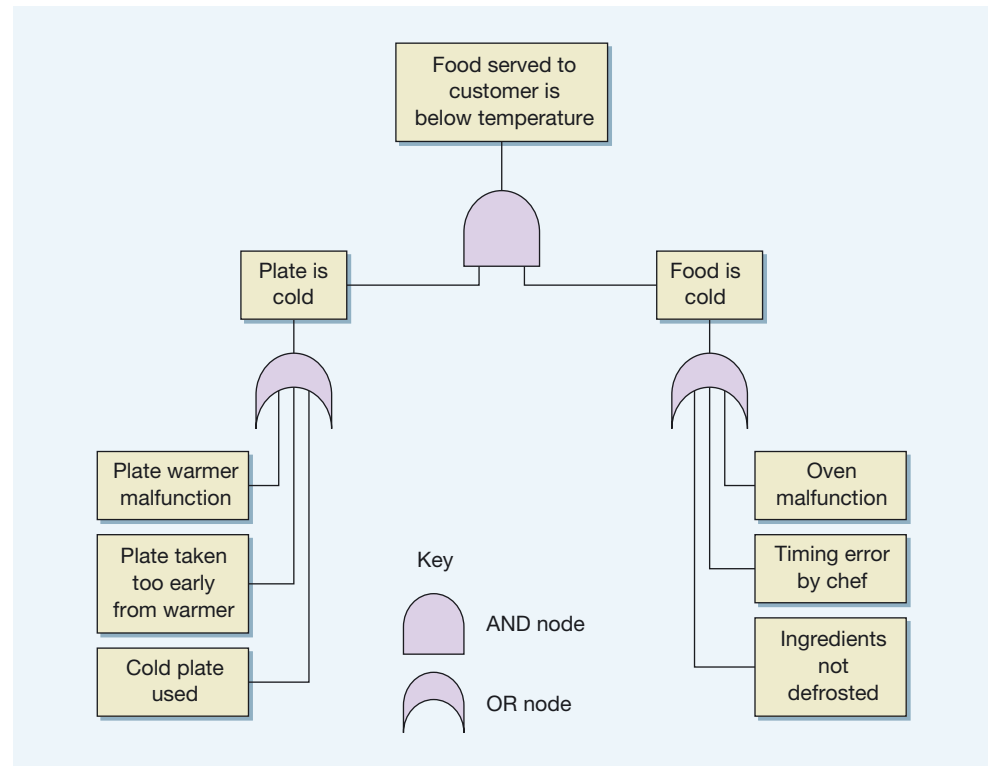 Food served to
customer is
below temperature
Plate is
cold
Food is
cold
Plate warmer
malfunction
Plate taken
too early
from warmer
Cold plate
used
Key
AND node
OR node
Oven
malfunction
Timing error
by chef
Ingredients
not
defrosted